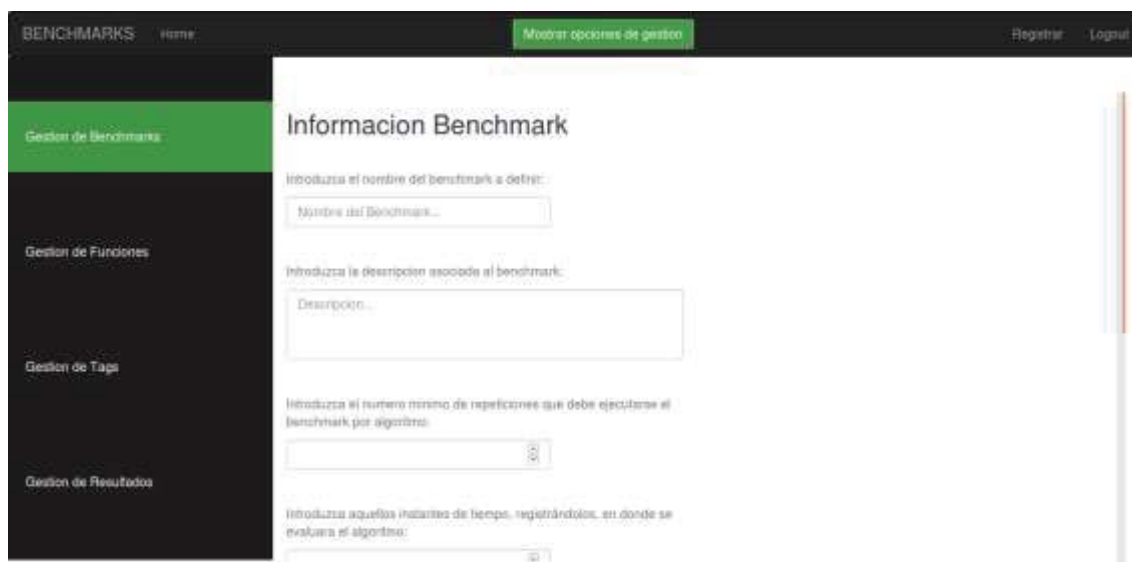 BENCHMARKS Home Mostrar opciones de gestion Registrar Logout
Gestion de Benchmarks
Informacion Benchmark
Introduzca el nombre del benchmark a definir:
Nombre del Benchmark...
Gestion de Funciones
Introduzca la descripcion asociada al benchmark:
Descripcion...
Gestion de Tags
Introduzca el numero minimo de repeticiones que debe ejecutarse el
benchmark por algoritmo:
Gestion de Resultados
Introduzca aquellos instantes de tiempo, registrándolos, en donde se
evaluara el algoritmo: